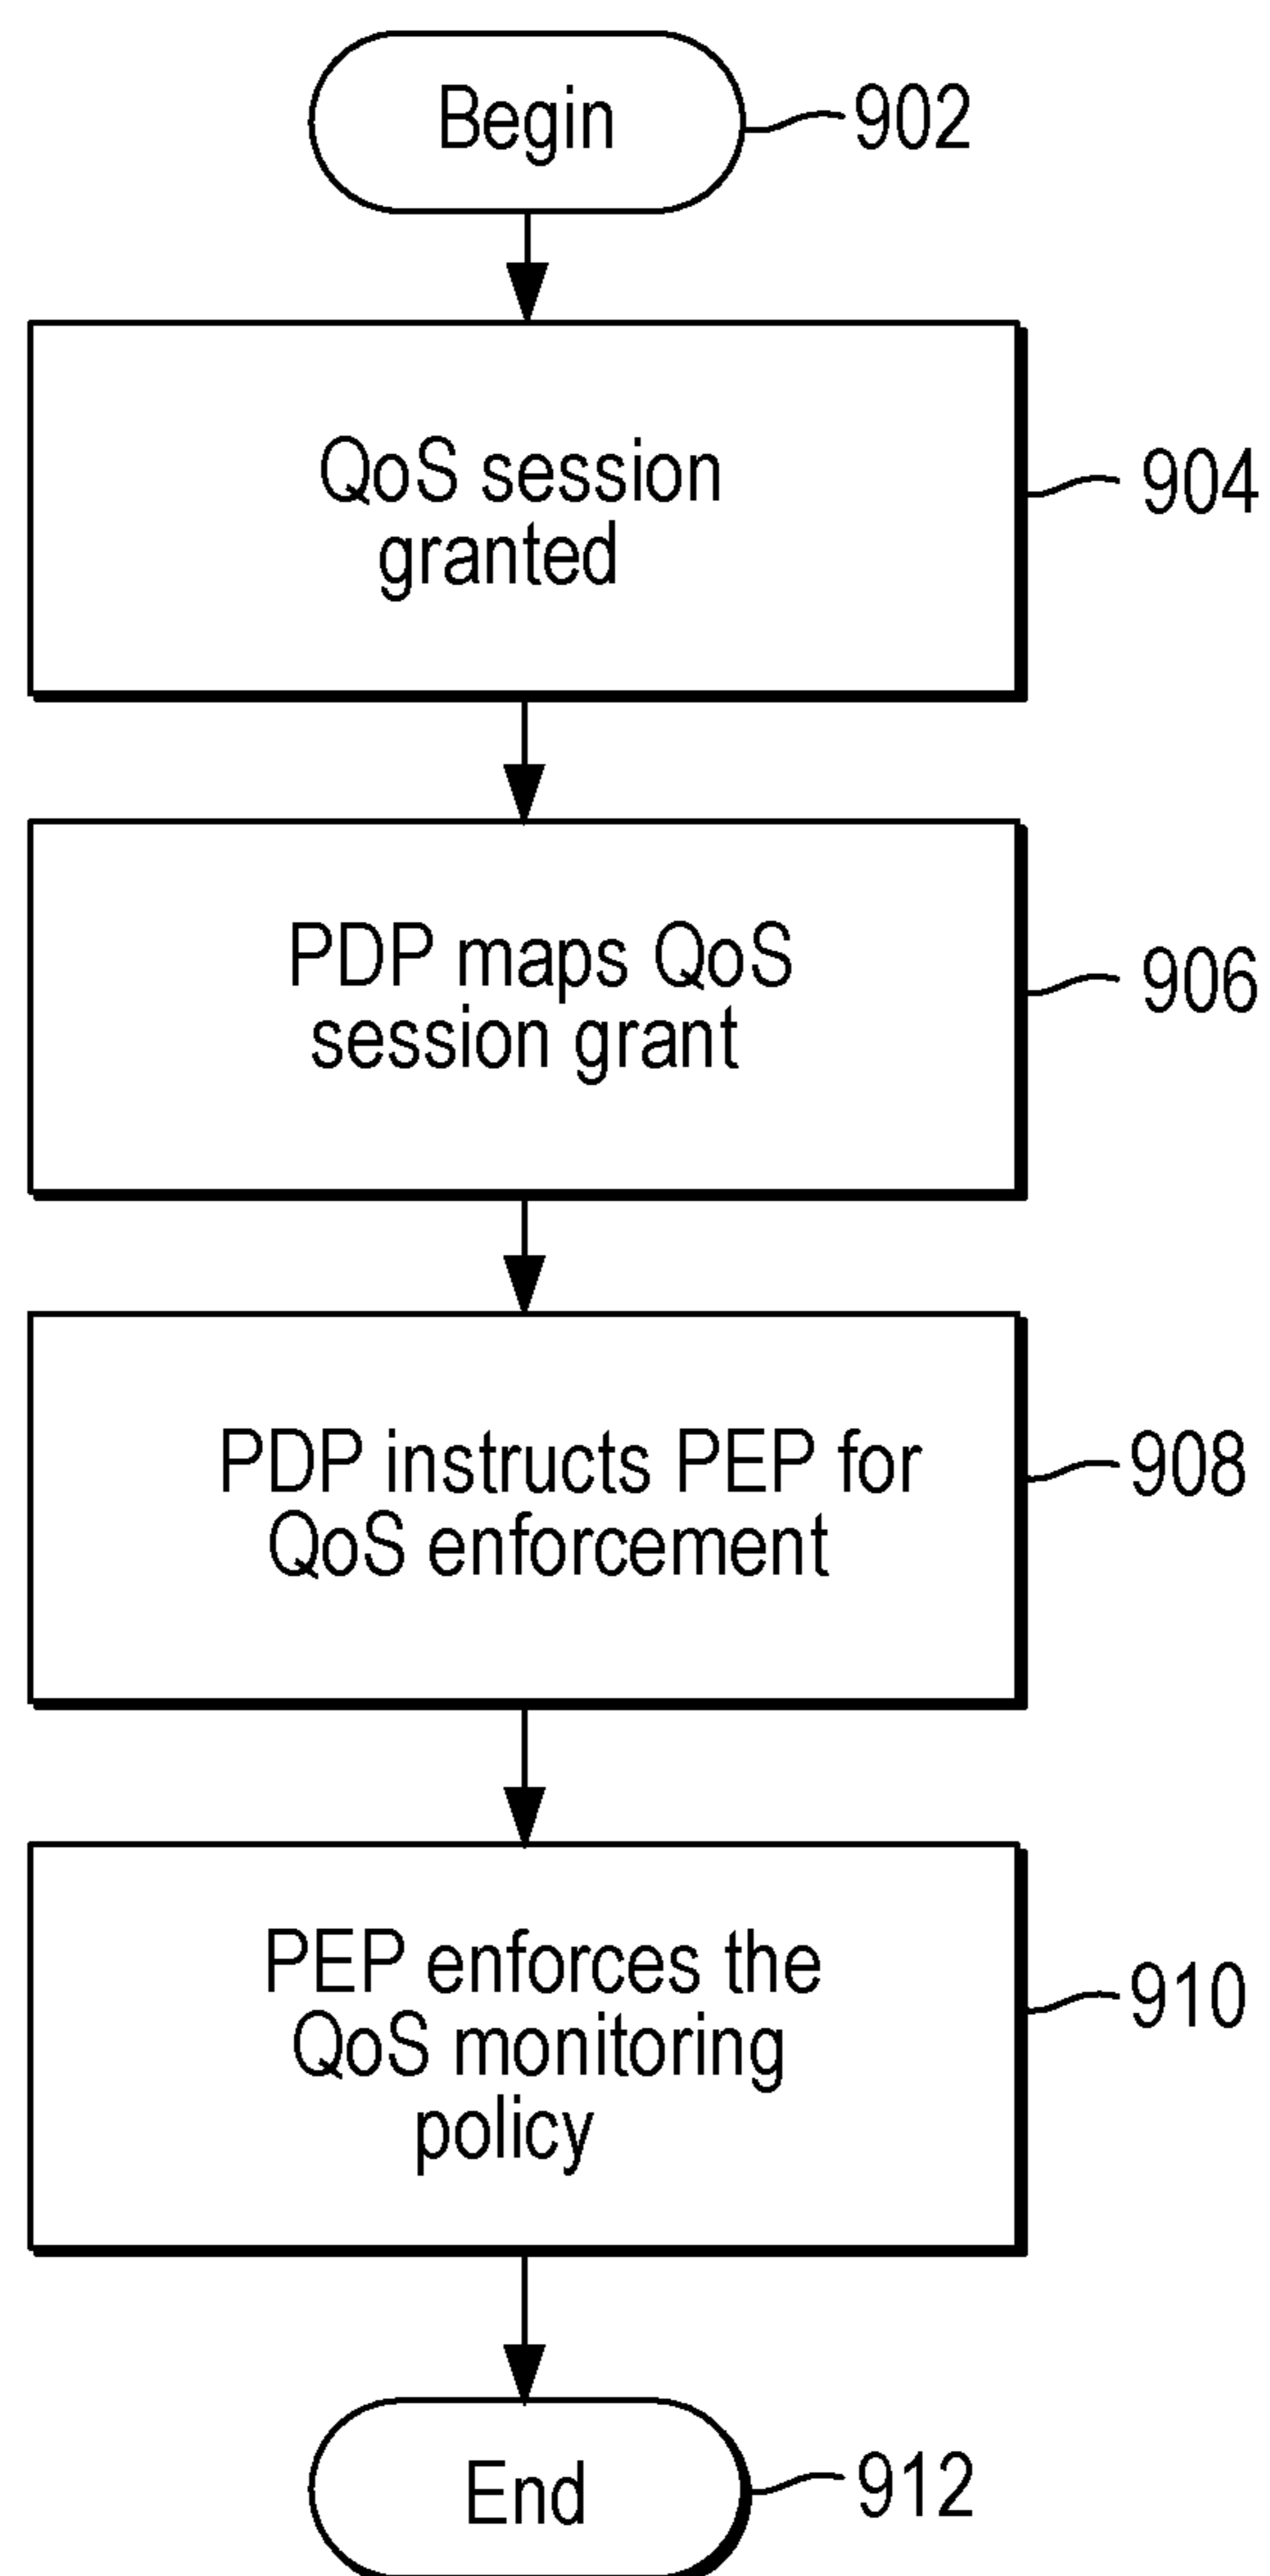 Begin
902
QoS session
granted
904
PDP maps QoS
session grant
906
PDP instructs PEP for
QoS enforcement
908
PEP enforces the
QoS monitoring
policy
910
End
912